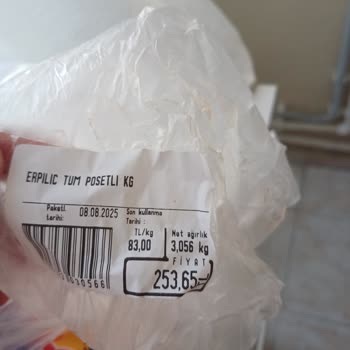 ERPILIC TUM POSETLI KG
Paketl. tarihi: 08.08.2025
Son kullanma Tarihi :
TL/kg Net ağırlık
83,00 3,056 kg
FİYAT
253,65